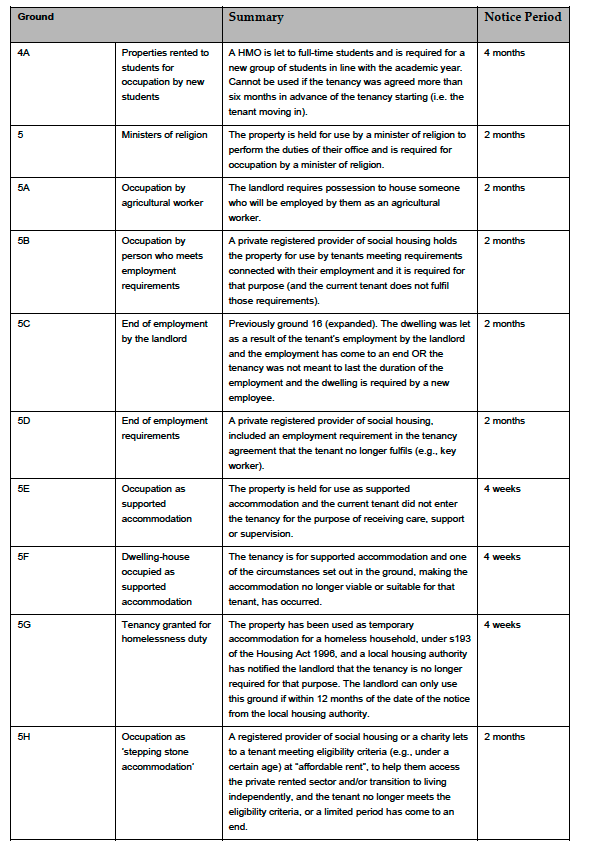 Ground Summary Notice Period
4A Properties rented to students for occupation by new students A HMO is let to full-time students and is required for a 4 months
new group of students in line with the academic year.
Cannot be used if the tenancy was agreed more than
six months in advance of the tenancy starting (i.e. the
tenant moving in).
5 Ministers of religion The property is held for use by a minister of religion to 2 months
perform the duties of their office and is required for
occupation by a minister of religion.
5A Occupation by agricultural worker The landlord requires possession to house someone 2 months
who will be employed by them as an agricultural
worker.
5B Occupation by person who meets employment requirements A private registered provider of social housing holds 2 months
the property for use by tenants meeting requirements
connected with their employment and it is required for
that purpose (and the current tenant does not fulfil
those requirements).
5C End of employment by the landlord Previously ground 16 (expanded). The dwelling was let 2 months
as a result of the tenant's employment by the landlord
and the employment has come to an end OR the
tenancy was not meant to last the duration of the
employment and the dwelling is required by a new
employee.
5D End of employment requirements A private registered provider of social housing, 2 months
included an employment requirement in the tenancy
agreement that the tenant no longer fulfils (e.g., key
worker).
5E Occupation as supported accommodation The property is held for use as supported 4 weeks
accommodation and the current tenant did not enter
the tenancy for the purpose of receiving care, support
or supervision.
5F Dwelling-house occupied as supported accommodation The tenancy is for supported accommodation and one 4 weeks
of the circumstances set out in the ground, making the
accommodation no longer viable or suitable for that
tenant, has occurred.
5G Tenancy granted for homelessness duty The property has been used as temporary 4 weeks
accommodation for a homeless household, under s193
of the Housing Act 1996, and a local housing authority
has notified the landlord that the tenancy is no longer
required for that purpose. The landlord can only use
this ground if within 12 months of the date of the notice
from the local housing authority.
5H Occupation as 'stepping stone accommodation' A registered provider of social housing or a charity lets 2 months
to a tenant meeting eligibility criteria (e.g., under a
certain age) at "affordable rent", to help them access
the private rented sector and/or transition to living
independently, and the tenant no longer meets the
eligibility criteria, or a limited period has come to an
end.